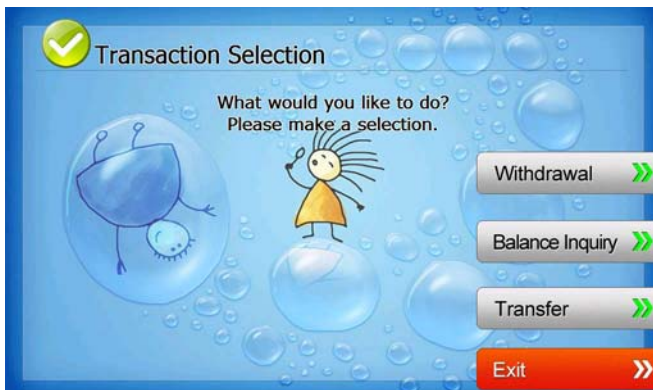 Transaction Selection
What would you like to do?
Please make a selection.
Withdrawal
Balance Inquiry
Transfer
Exit